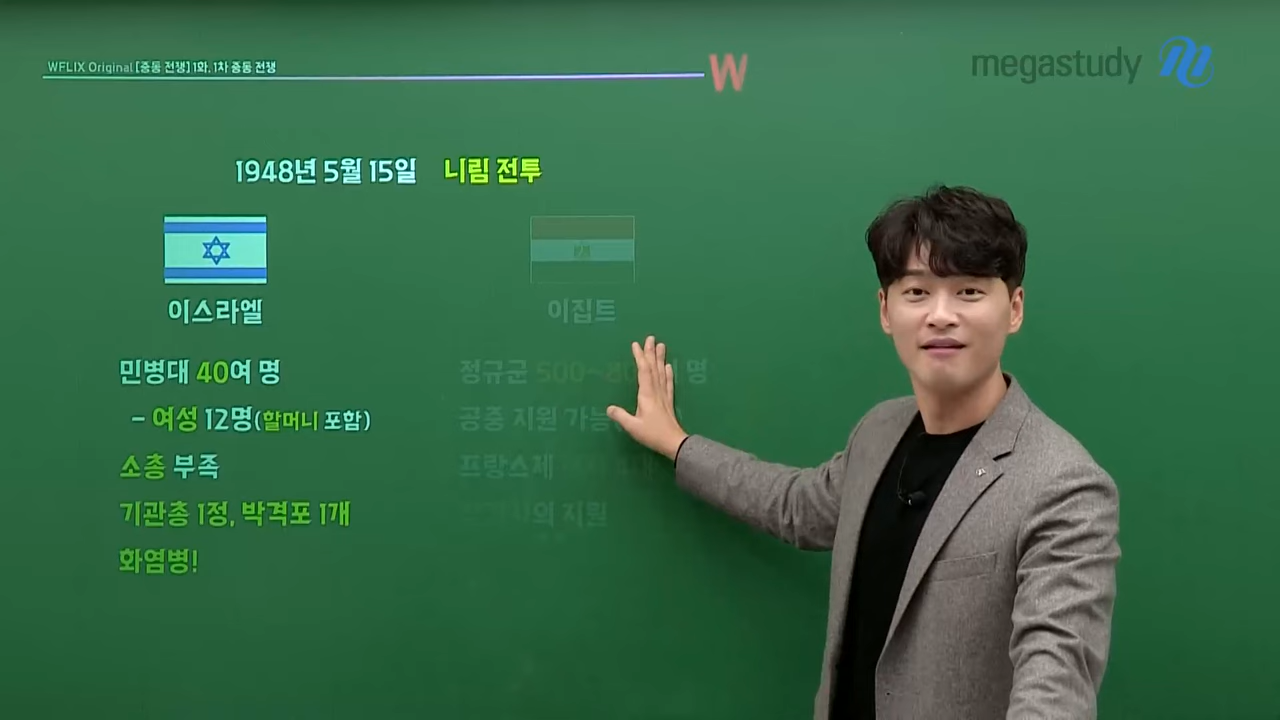 WFLIX Original [중동 전쟁] 1화. 1차 중동 전쟁
W
megastudy
1948년 5월 15일 니림 전투
이스라엘
이집트
민병대 40여 명
정규군 500~ 명
- 여성 12명(할머니 포함)
공중 지원 가능
소총 부족
프랑스제
기관총 1정, 박격포 1개
지휘
화염병!